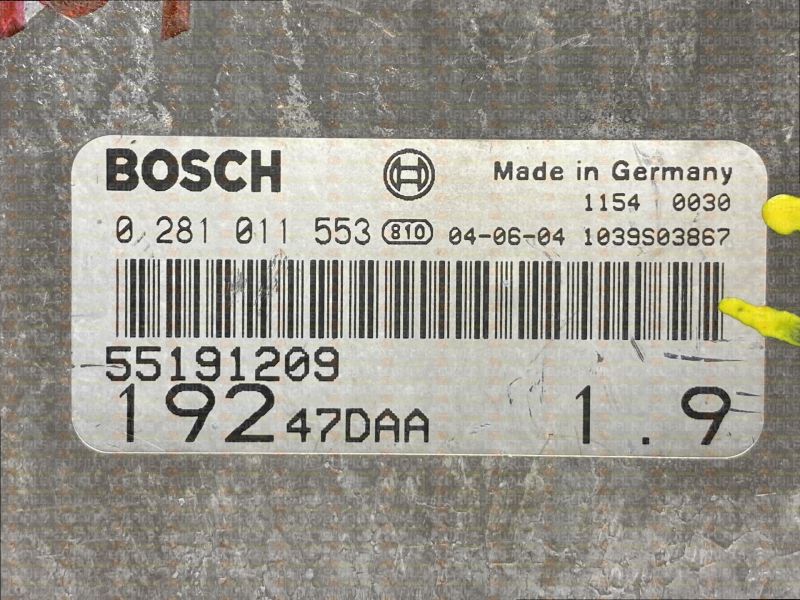 BOSCH Made in Germany
1154 0030
0 281 011 553 810 04-06-04 1039S03867
55191209
192 47DAA 1.9